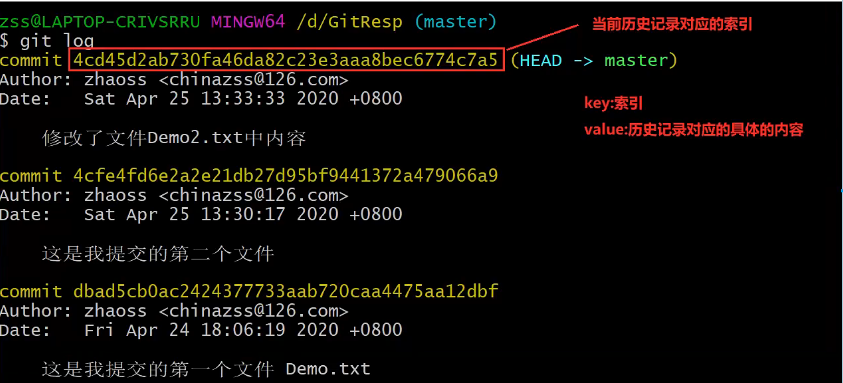 zss@LAPTOP-CRIVSRRU MINGW64 /d/GitResp (master)
当前历史记录对应的索引
$ git log
commit 4cd45d2ab730fa46da82c23e3aaa8bec6774c7a5 (HEAD -> master)
Author: zhaoss <chinazss@126.com>
Date:   Sat Apr 25 13:33:33 2020 +0800
key:索引
value:历史记录对应的具体的内容
修改了文件Demo2.txt中内容
commit 4cfe4fd6e2a2e21db27d95bf9441372a479066a9
Author: zhaoss <chinazss@126.com>
Date:   Sat Apr 25 13:30:17 2020 +0800
这是我提交的第二个文件
commit dbad5cb0ac2424377733aab720caa4475aa12dbf
Author: zhaoss <chinazss@126.com>
Date:   Fri Apr 24 18:06:19 2020 +0800
这是我提交的第一个文件 Demo.txt